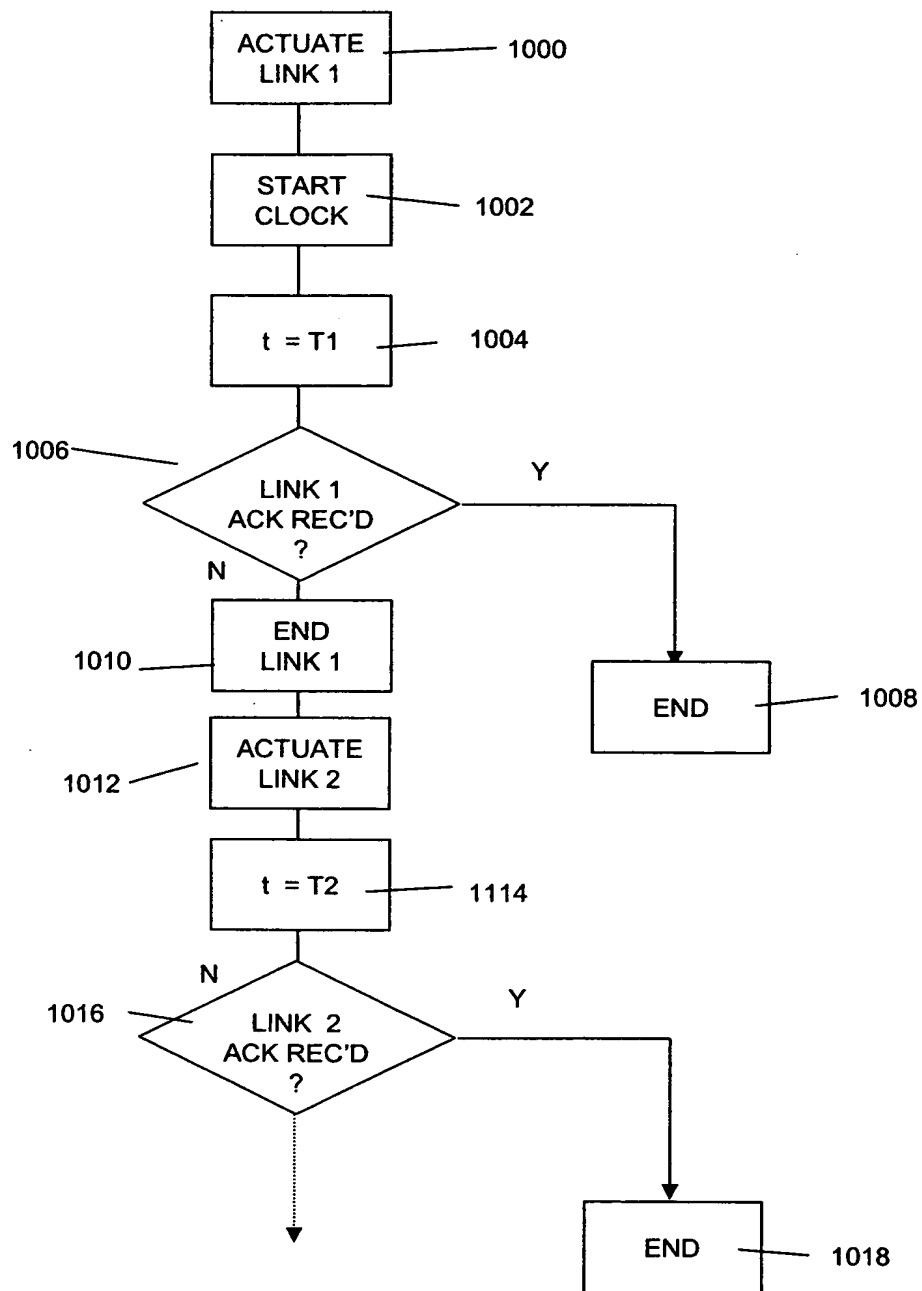 ACTUATE
LINK 1
1000
START
CLOCK
1002
t = T1
1004
1006
LINK 1
ACK REC'D
?
Y
N
END
LINK 1
1010
END
1008
ACTUATE
LINK 2
1012
t = T2
1114
N
1016
LINK 2
ACK REC'D
?
Y
END
1018